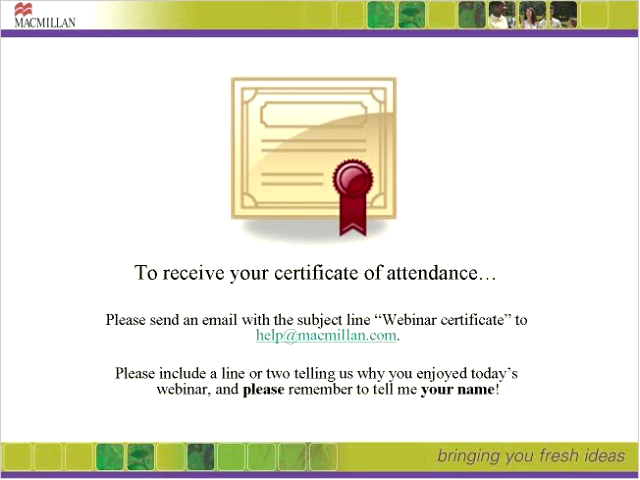 MACMILLAN
To receive your certificate of attendance…
Please send an email with the subject line “Webinar certificate” to
help@macmillan.com.
Please include a line or two telling us why you enjoyed today’s
webinar, and please remember to tell me your name!
bringing you fresh ideas